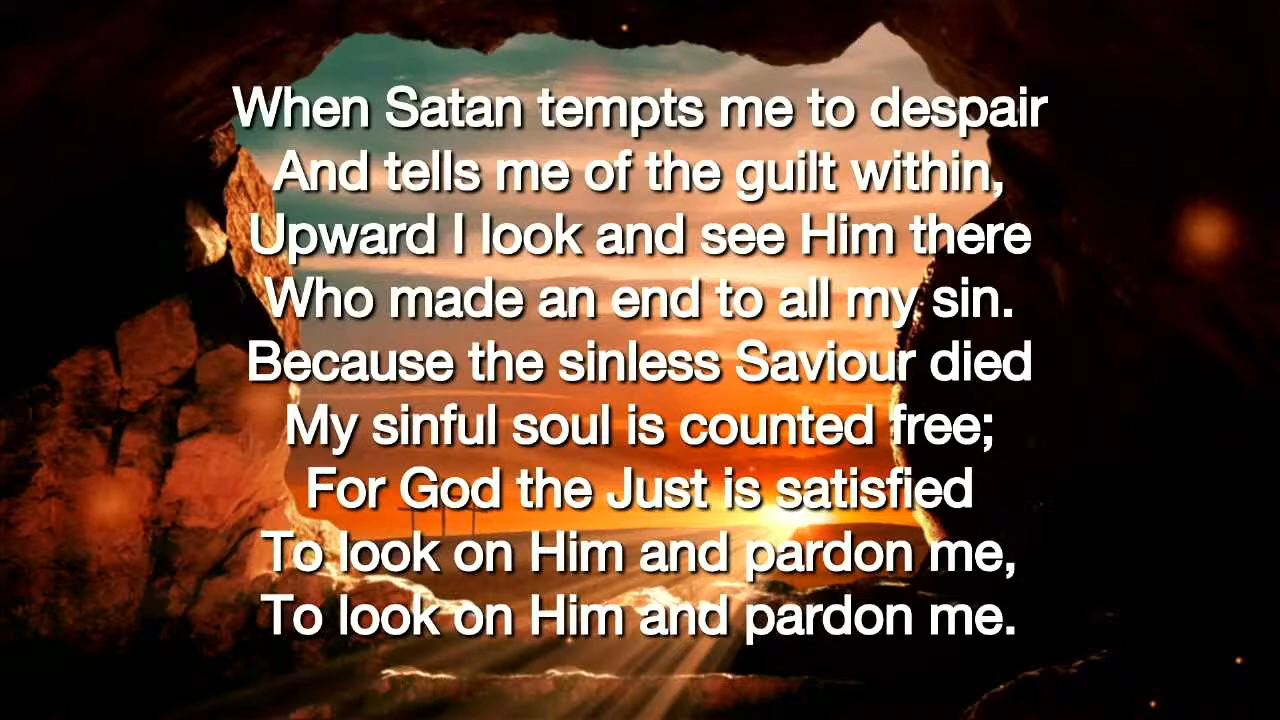 When Satan tempts me to despair
And tells me of the guilt within,
Upward I look and see Him there
Who made an end to all my sin.
Because the sinless Saviour died
My sinful soul is counted free;
For God the Just is satisfied
To look on Him and pardon me,
To look on Him and pardon me.